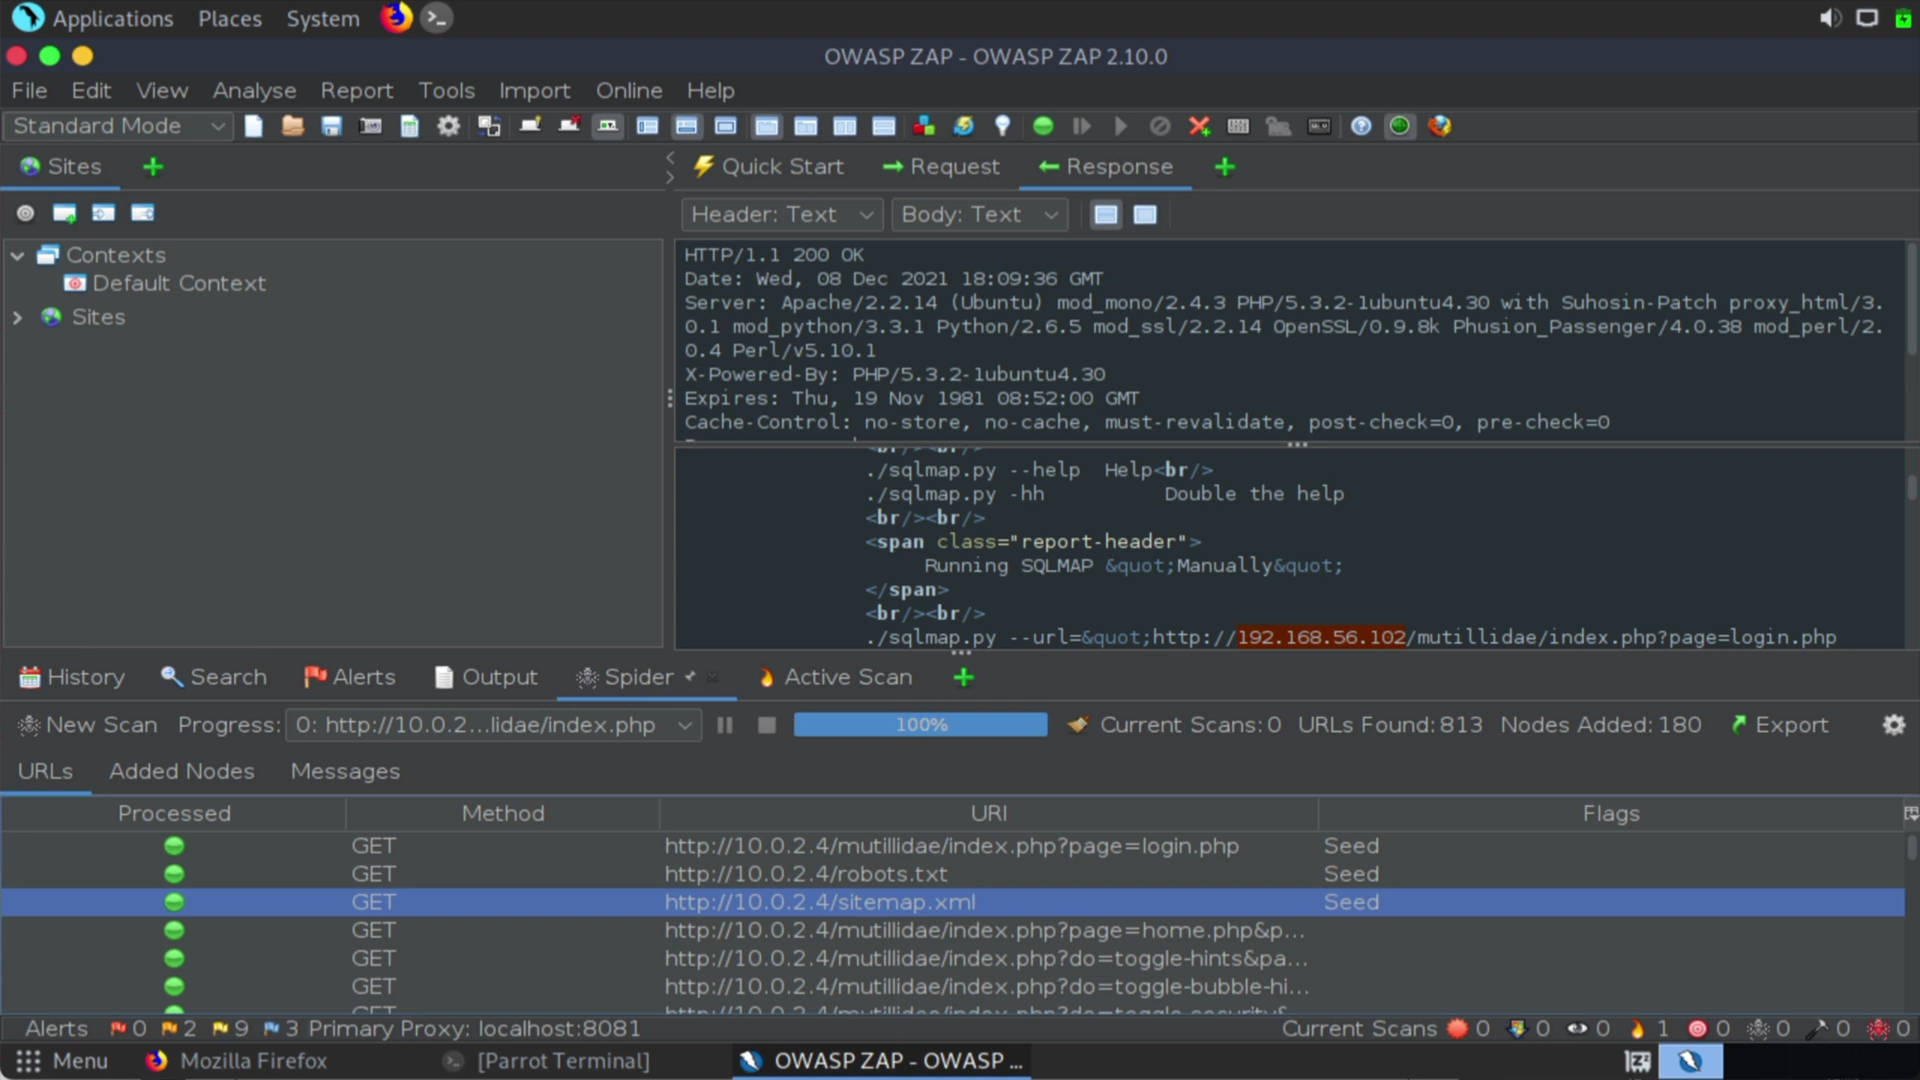 Applications Places System
OWASP ZAP - OWASP ZAP 2.10.0
File Edit View Analyse Report Tools Import Online Help
Standard Mode
Sites
Quick Start Request Response
Header: Text Body: Text
Contexts
Default Context
Sites
HTTP/1.1 200 OK
Date: Wed, 08 Dec 2021 18:09:36 GMT
Server: Apache/2.2.14 (Ubuntu) mod_mono/2.4.3 PHP/5.3.2-1ubuntu4.30 with Suhosin-Patch proxy_html/3.
0.1 mod_python/3.3.1 Python/2.6.5 mod_ssl/2.2.14 OpenSSL/0.9.8k Phusion_Passenger/4.0.38 mod_perl/2.
0.4 Perl/v5.10.1
X-Powered-By: PHP/5.3.2-1ubuntu4.30
Expires: Thu, 19 Nov 1981 08:52:00 GMT
Cache-Control: no-store, no-cache, must-revalidate, post-check=0, pre-check=0
<br/><br/>
./sqlmap.py --help Help<br/>
./sqlmap.py -hh Double the help
<br/><br/>
<span class="report-header">
Running SQLMAP &quot;Manually&quot;
</span>
<br/><br/>
./sqlmap.py --url=&quot;http://192.168.56.102/mutillidae/index.php?page=login.php
History Search Alerts Output Spider Active Scan
New Scan Progress: 0: http://10.0.2...lidae/index.php 100% Current Scans: 0 URLs Found: 813 Nodes Added: 180 Export
URLs Added Nodes Messages
Processed Method URI Flags
GET http://10.0.2.4/mutillidae/index.php?page=login.php Seed
GET http://10.0.2.4/robots.txt Seed
GET http://10.0.2.4/sitemap.xml Seed
GET http://10.0.2.4/mutillidae/index.php?page=home.php&p...
GET http://10.0.2.4/mutillidae/index.php?do=toggle-hints&pa...
GET http://10.0.2.4/mutillidae/index.php?do=toggle-bubble-hi...
GET http://10.0.2.4/mutillidae/index.php?do=toggle-security&
Alerts 0 2 9 3 Primary Proxy: localhost:8081 Current Scans 0 0 0 1 0 0 0 0
Menu Mozilla Firefox [Parrot Terminal] OWASP ZAP - OWASP ...